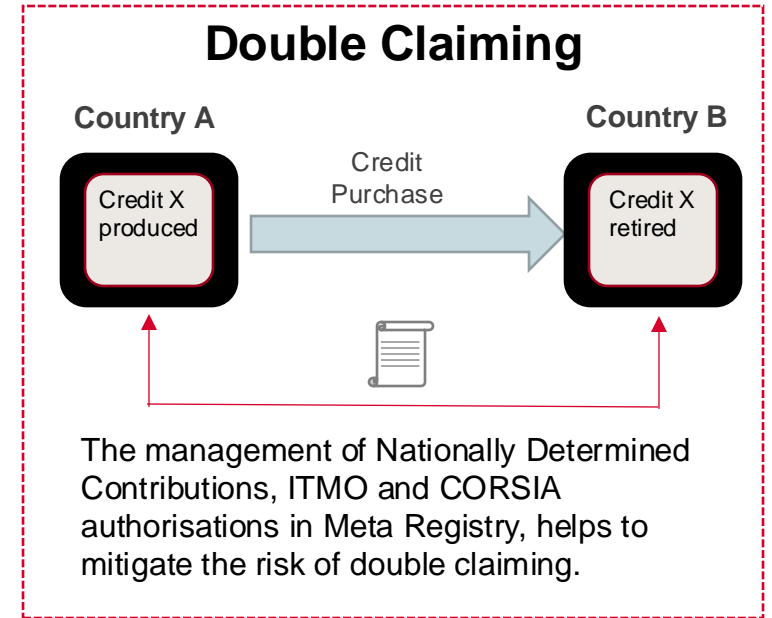 Double Claiming
Country A
Country B
Credit
Purchase
Credit X
produced
Credit X
retired
The management of Nationally Determined
Contributions, ITMO and CORSIA
authorisations in Meta Registry, helps to
mitigate the risk of double claiming.